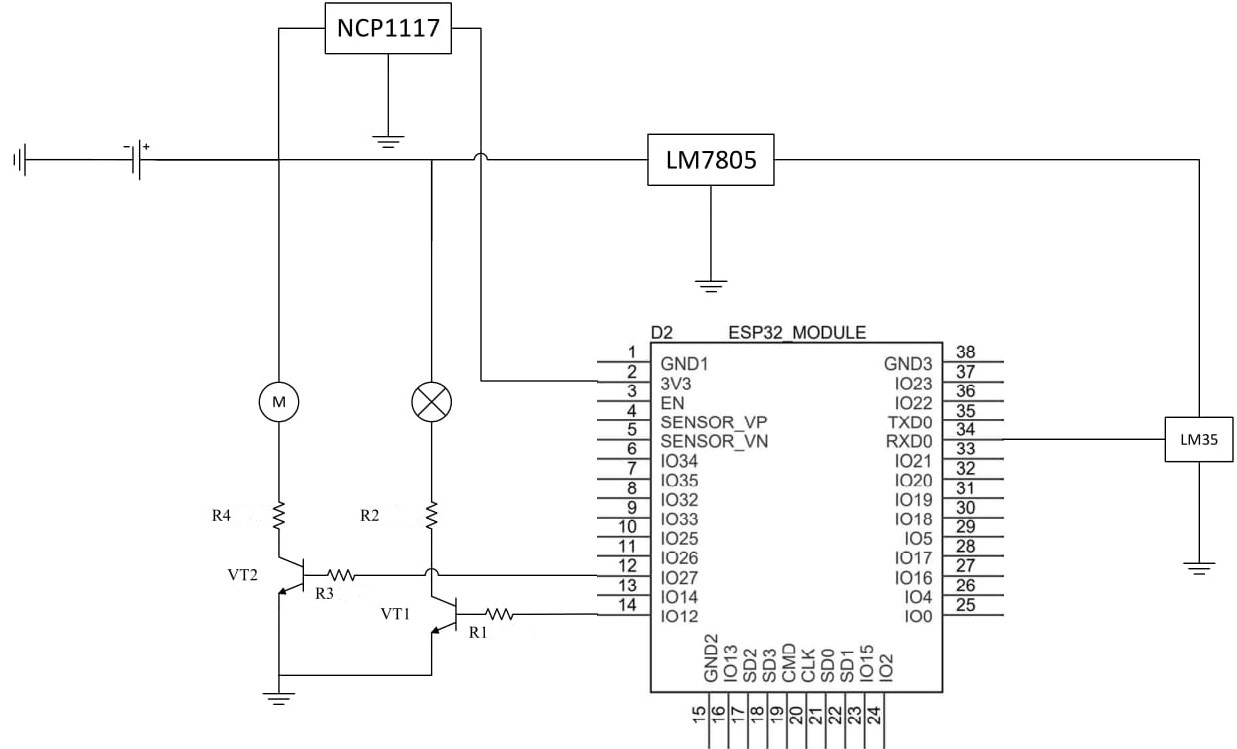 NCP1117
- +
LM7805
D2 ESP32_MODULE
1 GND1 GND3 38
2 3V3 IO23 37
3 EN IO22 36
4 SENSOR_VP TXD0 35
5 SENSOR_VN RXD0 34
6 IO34 IO21 33
7 IO35 IO20 32
8 IO32 IO19 31
9 IO33 IO18 30
10 IO25 IO5 29
11 IO26 IO17 28
12 IO27 IO16 27
13 IO14 IO4 26
14 IO12 IO0 25
GND2 IO13 SD2 SD3 CMD CLK SD0 SD1 IO15 IO2
15 16 17 18 19 20 21 22 23 24
M
LM35
R4
R2
VT2
R3
VT1
R1